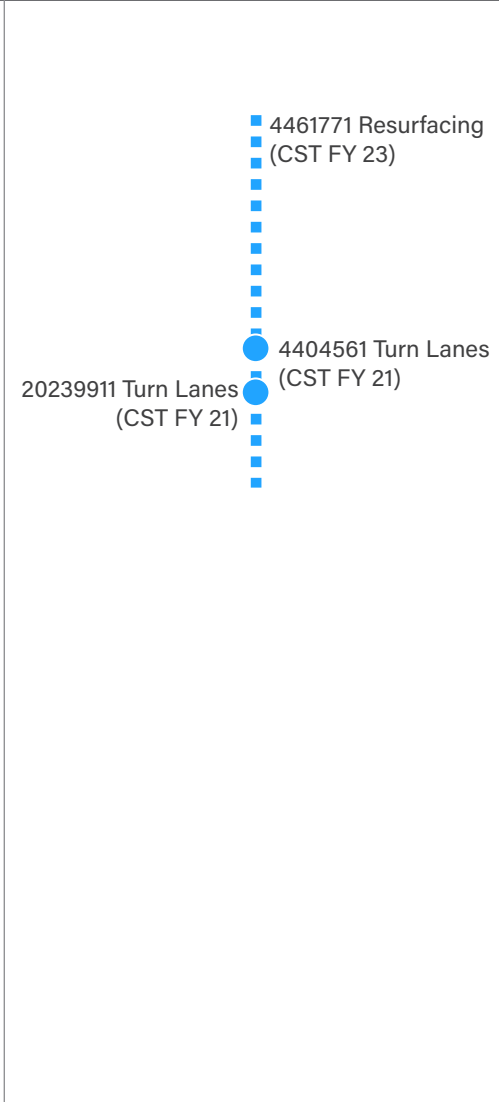 4461771 Resurfacing
(CST FY 23)
4404561 Turn Lanes
(CST FY 21)
20239911 Turn Lanes
(CST FY 21)